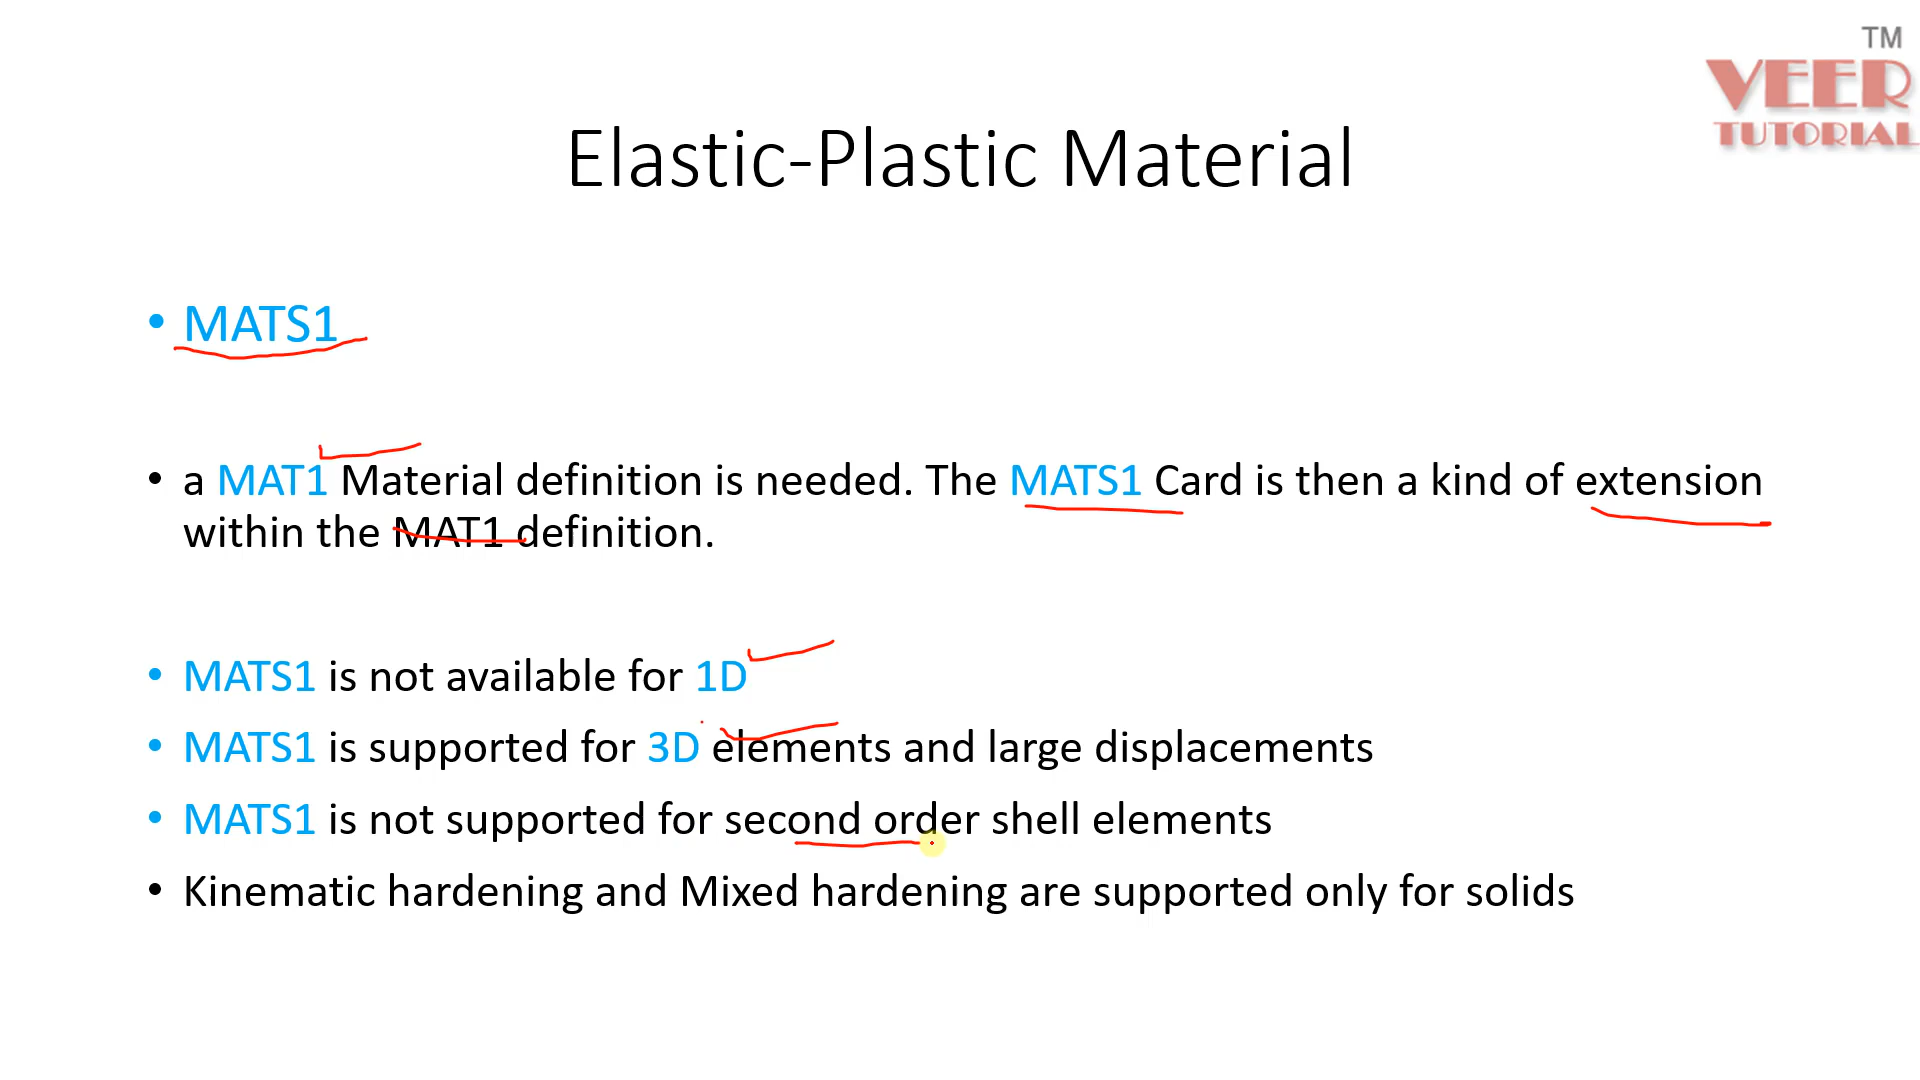 TM
VEER
TUTORIAL
Elastic-Plastic Material
• MATS1
• a MAT1 Material definition is needed. The MATS1 Card is then a kind of extension
within the MAT1 definition.
• MATS1 is not available for 1D
• MATS1 is supported for 3D elements and large displacements
• MATS1 is not supported for second order shell elements
• Kinematic hardening and Mixed hardening are supported only for solids